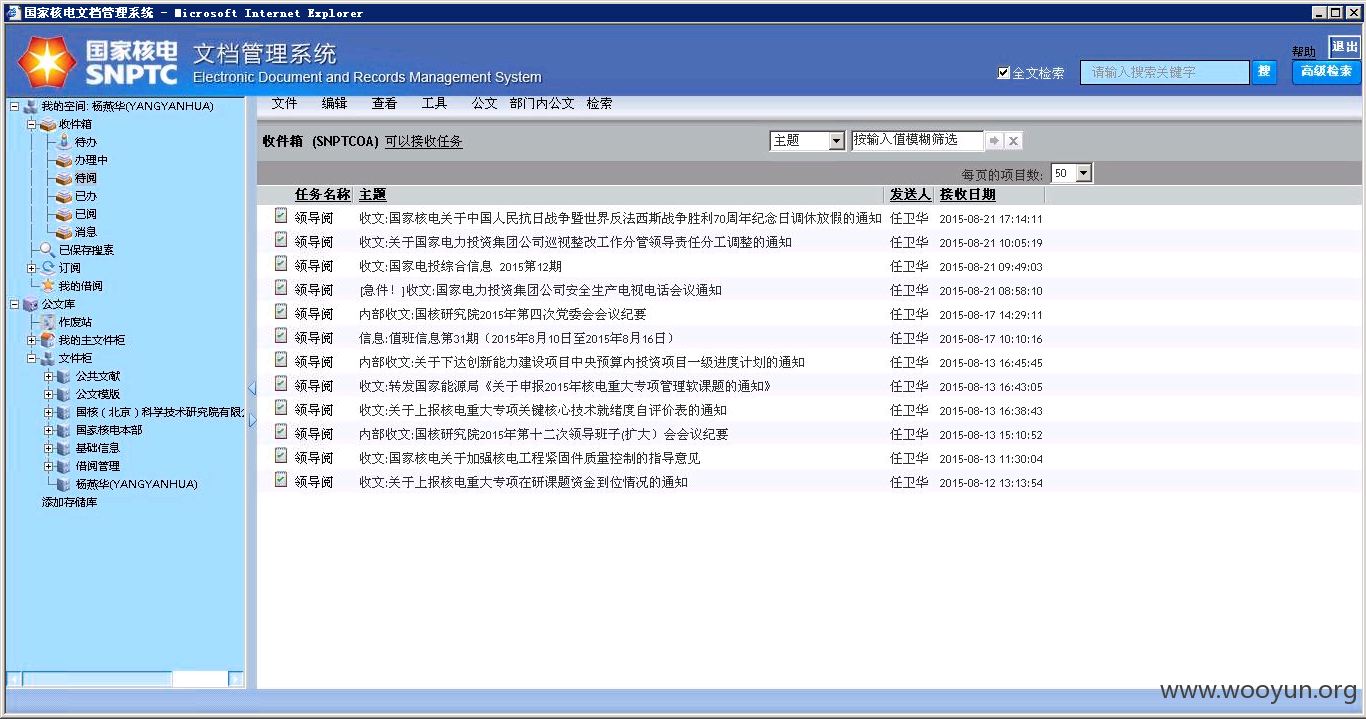 国家核电文档管理系统 - Microsoft Internet Explorer
国家核电 SNPTC 文档管理系统
Electronic Document and Records Management System
帮助 退出
全文检索 请输入搜索关键字 搜 高级检索
文件 编辑 查看 工具 公文 部门内公文 检索
我的空间: 杨燕华(YANGYANHUA)
收件箱
待办
办理中
待阅
已办
已阅
消息
已保存搜索
订阅
我的借阅
公文库
作废站
我的主文件柜
文件柜
公共文献
公文模版
国核（北京）科学技术研究院有限公
国家核电本部
基础信息
借阅管理
杨燕华(YANGYANHUA)
添加存储库
收件箱 (SNPTCOA) 可以接收任务 主题 按输入值模糊筛选
每页的项目数: 50
任务名称 主题 发送人 接收日期
领导阅 收文:国家核电关于中国人民抗日战争暨世界反法西斯战争胜利70周年纪念日调休放假的通知 任卫华 2015-08-21 17:14:11
领导阅 收文:关于国家电力投资集团公司巡视整改工作分管领导责任分工调整的通知 任卫华 2015-08-21 10:05:19
领导阅 收文:国家电投综合信息 2015第12期 任卫华 2015-08-21 09:49:03
领导阅 [急件！]收文:国家电力投资集团公司安全生产电视电话会议通知 任卫华 2015-08-21 08:58:10
领导阅 内部收文:国核研究院2015年第四次党委会会议纪要 任卫华 2015-08-17 14:29:11
领导阅 信息:值班信息第31期（2015年8月10日至2015年8月16日） 任卫华 2015-08-17 10:10:16
领导阅 内部收文:关于下达创新能力建设项目中央预算内投资项目一级进度计划的通知 任卫华 2015-08-13 16:45:45
领导阅 收文:转发国家能源局《关于申报2015年核电重大专项管理软课题的通知》 任卫华 2015-08-13 16:43:05
领导阅 收文:关于上报核电重大专项关键核心技术就绪度自评价表的通知 任卫华 2015-08-13 16:38:43
领导阅 内部收文:国核研究院2015年第十二次领导班子(扩大）会会议纪要 任卫华 2015-08-13 15:10:52
领导阅 收文:国家核电关于加强核电工程紧固件质量控制的指导意见 任卫华 2015-08-13 11:30:04
领导阅 收文:关于上报核电重大专项在研课题资金到位情况的通知 任卫华 2015-08-12 13:13:54
www.wooyun.org